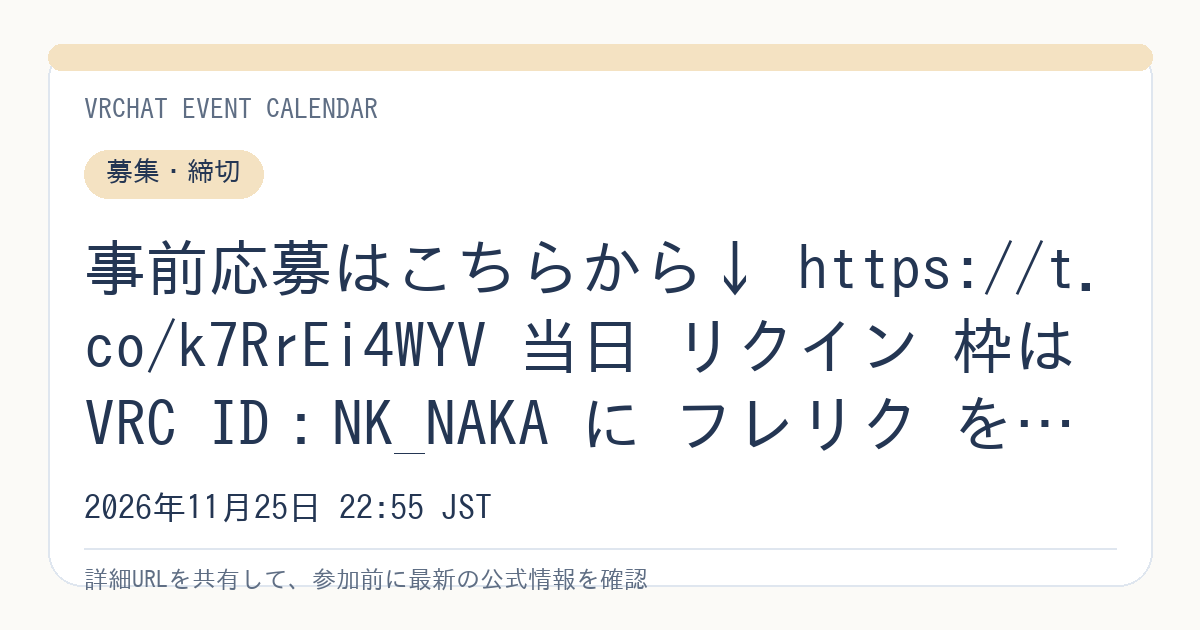 VRCHAT EVENT CALENDAR
募集・締切
事前応募はこちらから↓ https://t.
co/k7RrEi4WYV 当日 リクイン 枠は
VRC ID：NK_NAKA に フレリク を…
2026年11月25日 22:55 JST
詳細URLを共有して、参加前に最新の公式情報を確認